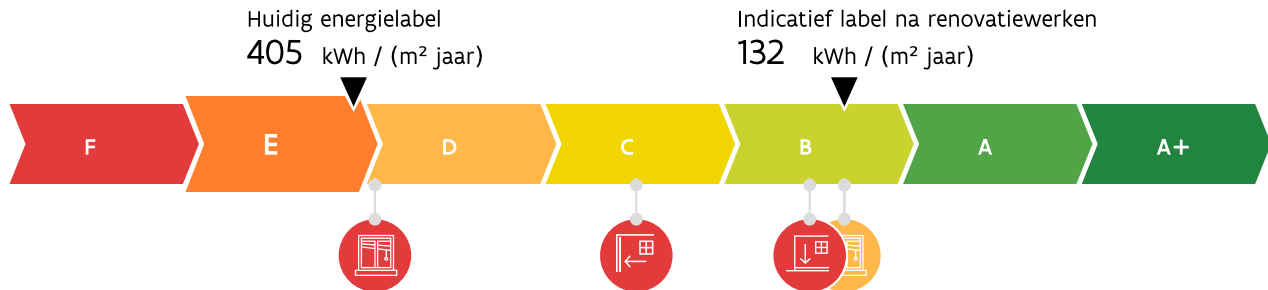 Huidig energielabel
405 kWh / (m² jaar)
Indicatief label na renovatiewerken
132 kWh / (m² jaar)
F E D C B A A+